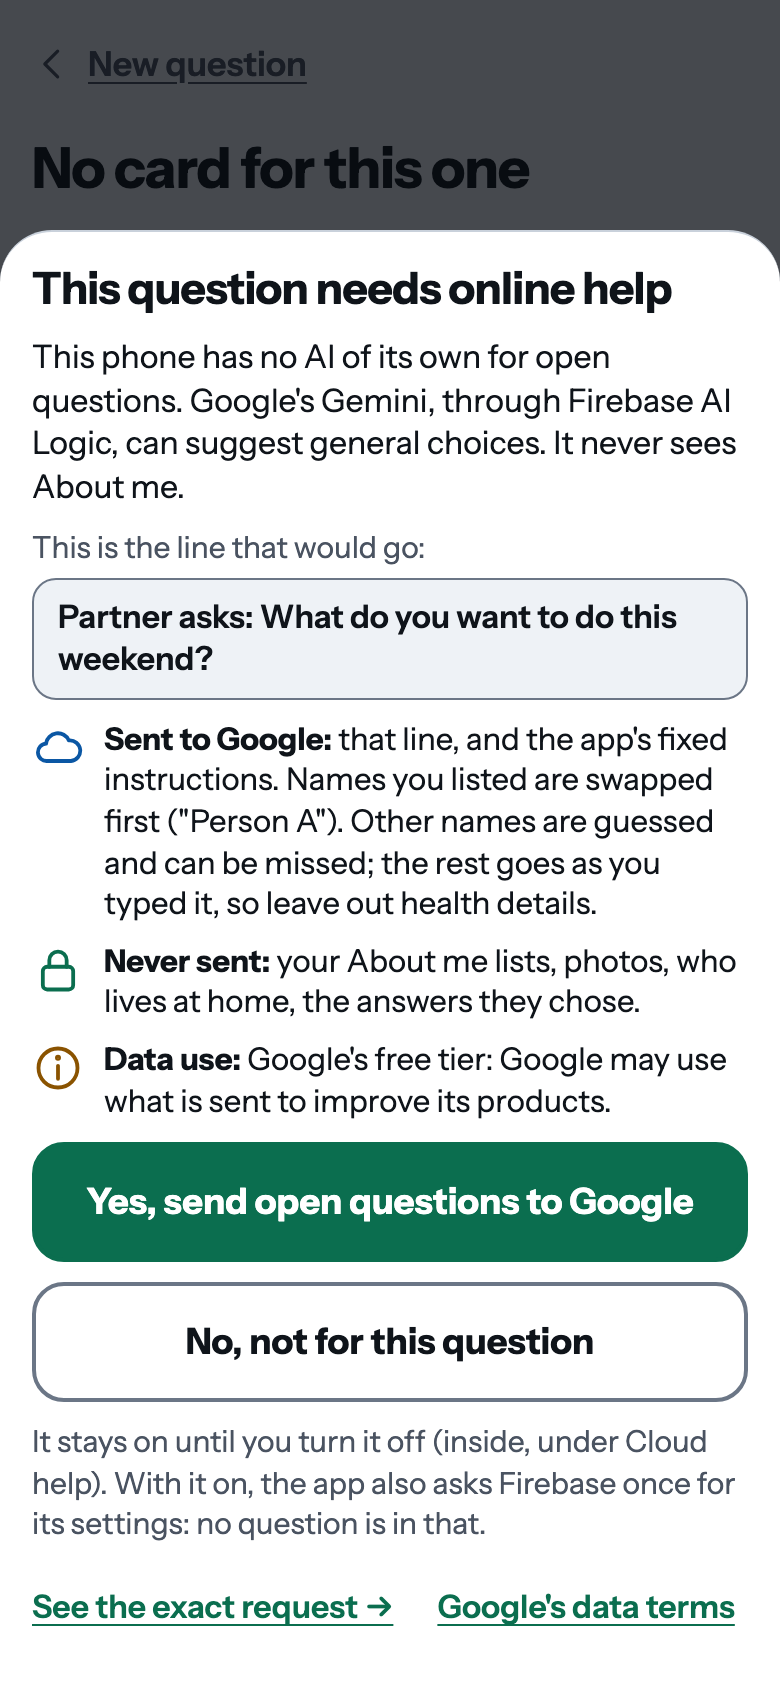 New question
No card for this one
This question needs online help
This phone has no AI of its own for open
questions. Google's Gemini, through Firebase AI
Logic, can suggest general choices. It never sees
About me.
This is the line that would go:
Partner asks: What do you want to do this
weekend?
Sent to Google: that line, and the app's fixed
instructions. Names you listed are swapped
first ("Person A"). Other names are guessed
and can be missed; the rest goes as you
typed it, so leave out health details.
Never sent: your About me lists, photos, who
lives at home, the answers they chose.
Data use: Google's free tier: Google may use
what is sent to improve its products.
Yes, send open questions to Google
No, not for this question
It stays on until you turn it off (inside, under Cloud
help). With it on, the app also asks Firebase once for
its settings: no question is in that.
See the exact request → Google's data terms